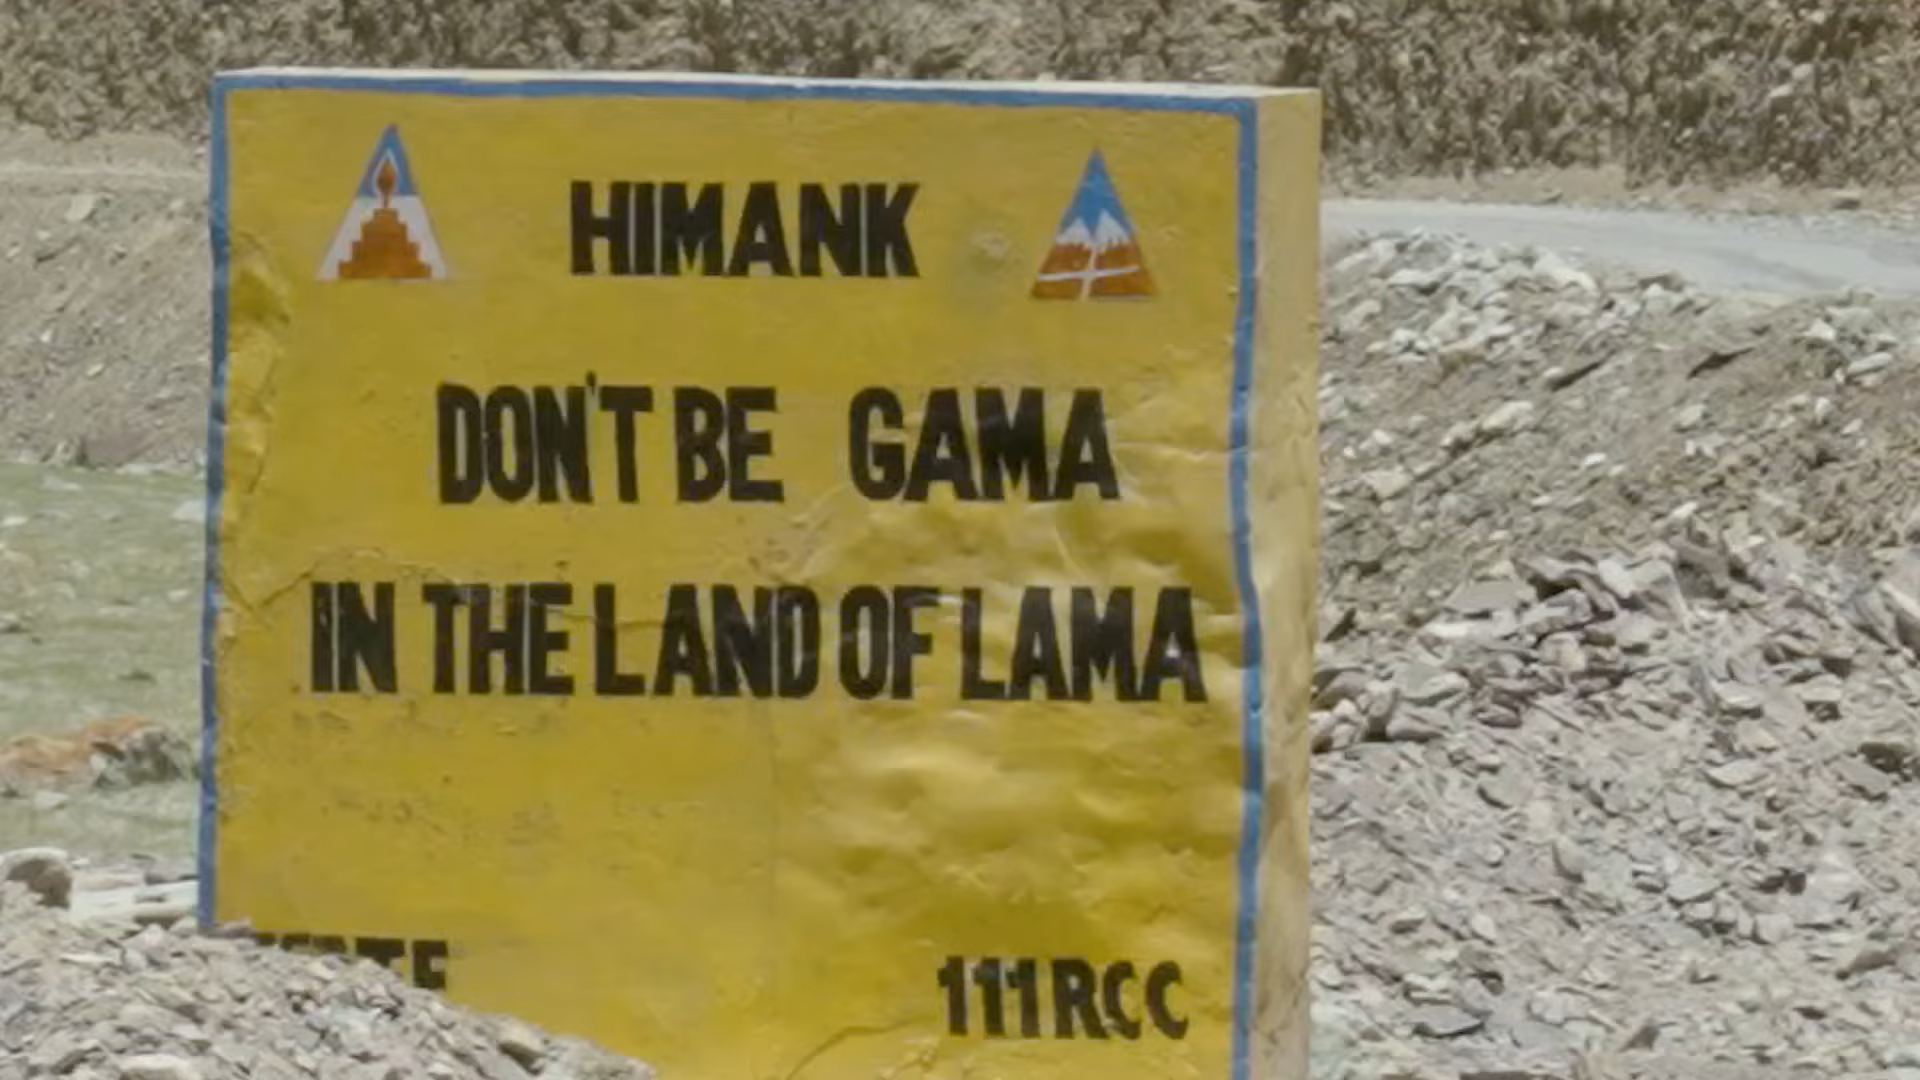 HIMANK
DON'T BE GAMA
IN THE LAND OF LAMA
111RCC